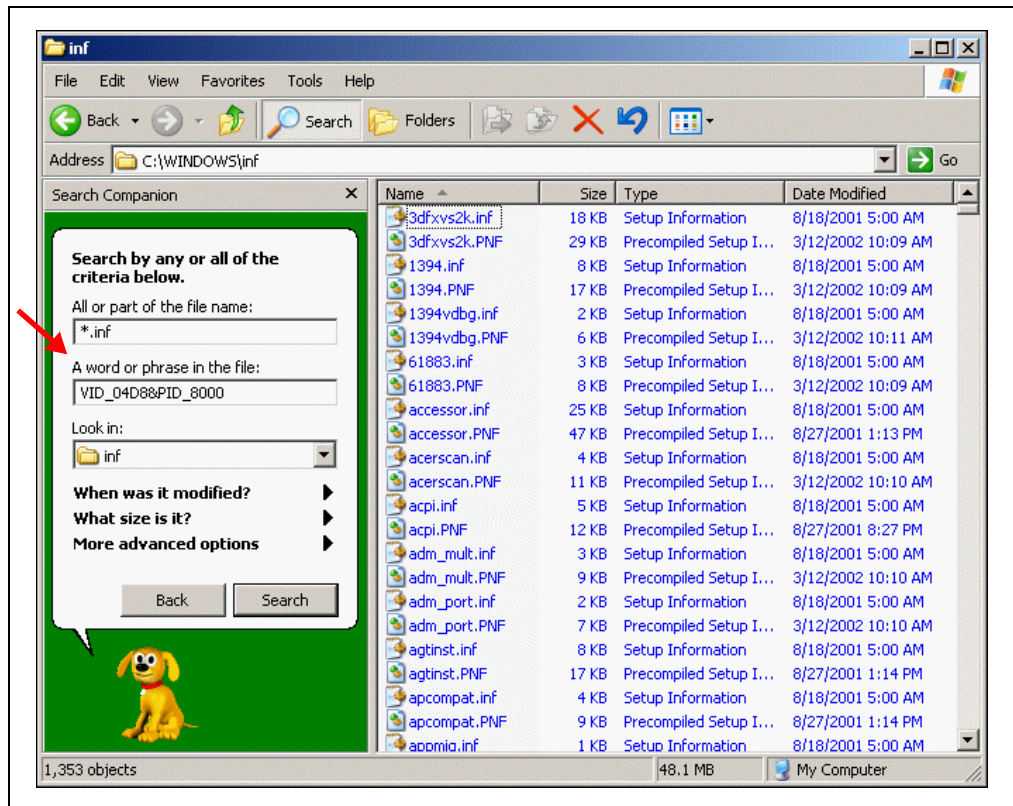 inf
File Edit View Favorites Tools Help
Back Search Folders
Address C:\WINDOWS\inf Go
Search Companion
Search by any or all of the
criteria below.
All or part of the file name:
*.inf
A word or phrase in the file:
VID_04D8&PID_8000
Look in:
inf
When was it modified?
What size is it?
More advanced options
Back Search
Name Size Type Date Modified
3dfxvs2k.inf 18 KB Setup Information 8/18/2001 5:00 AM
3dfxvs2k.PNF 29 KB Precompiled Setup I... 3/12/2002 10:09 AM
1394.inf 8 KB Setup Information 8/18/2001 5:00 AM
1394.PNF 17 KB Precompiled Setup I... 3/12/2002 10:09 AM
1394vdbg.inf 2 KB Setup Information 8/18/2001 5:00 AM
1394vdbg.PNF 6 KB Precompiled Setup I... 3/12/2002 10:11 AM
61883.inf 3 KB Setup Information 8/18/2001 5:00 AM
61883.PNF 8 KB Precompiled Setup I... 3/12/2002 10:09 AM
accessor.inf 25 KB Setup Information 8/18/2001 5:00 AM
accessor.PNF 47 KB Precompiled Setup I... 8/27/2001 1:13 PM
acerscan.inf 4 KB Setup Information 8/18/2001 5:00 AM
acerscan.PNF 11 KB Precompiled Setup I... 3/12/2002 10:10 AM
acpi.inf 5 KB Setup Information 8/18/2001 5:00 AM
acpi.PNF 12 KB Precompiled Setup I... 8/27/2001 8:27 PM
adm_mult.inf 3 KB Setup Information 8/18/2001 5:00 AM
adm_mult.PNF 9 KB Precompiled Setup I... 3/12/2002 10:10 AM
adm_port.inf 2 KB Setup Information 8/18/2001 5:00 AM
adm_port.PNF 7 KB Precompiled Setup I... 3/12/2002 10:10 AM
agtinst.inf 8 KB Setup Information 8/18/2001 5:00 AM
agtinst.PNF 17 KB Precompiled Setup I... 8/27/2001 1:14 PM
apcompat.inf 4 KB Setup Information 8/18/2001 5:00 AM
apcompat.PNF 9 KB Precompiled Setup I... 8/27/2001 1:14 PM
appmig.inf 1 KB Setup Information 8/18/2001 5:00 AM
1,353 objects 48.1 MB My Computer